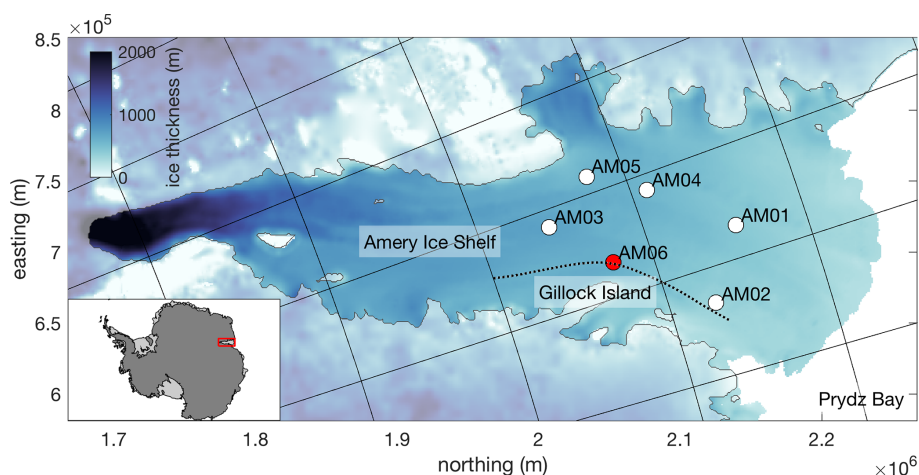 8.5
×10⁵
8
7.5
7
6.5
6
easting (m)
2000
1000
0
ice thickness (m)
AM05
AM04
AM03
AM01
Amery Ice Shelf
AM06
Gillock Island
AM02
Prydz Bay
1.7
1.8
1.9
2
2.1
2.2
northing (m)
×10⁶